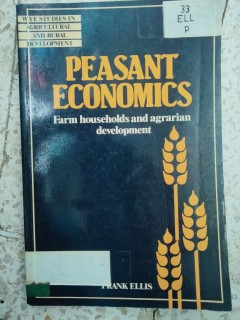 WYE STUDIES IN
AGRICULTURAL
AND RURAL
DEVELOPMENT
33
ELL
P
PEASANT
ECONOMICS
Farm households and agrarian
development
FRANK ELLIS